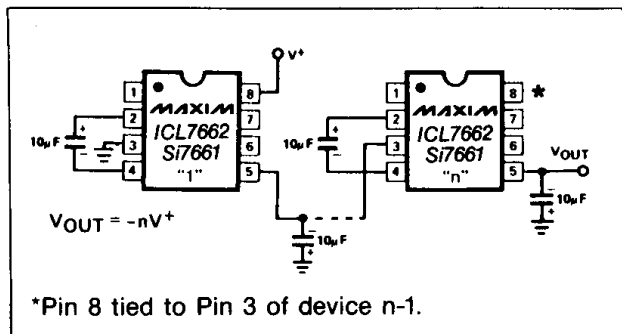 V+
1
2
3
4
8
7
6
5
MAXIM
ICL7662
Si7661
"1"
10µF
+
−
1
2
3
4
8
7
6
5
*
MAXIM
ICL7662
Si7661
"n"
10µF
+
−
VOUT
−
10µF
+
−
10µF
+
VOUT = -nV+
*Pin 8 tied to Pin 3 of device n-1.